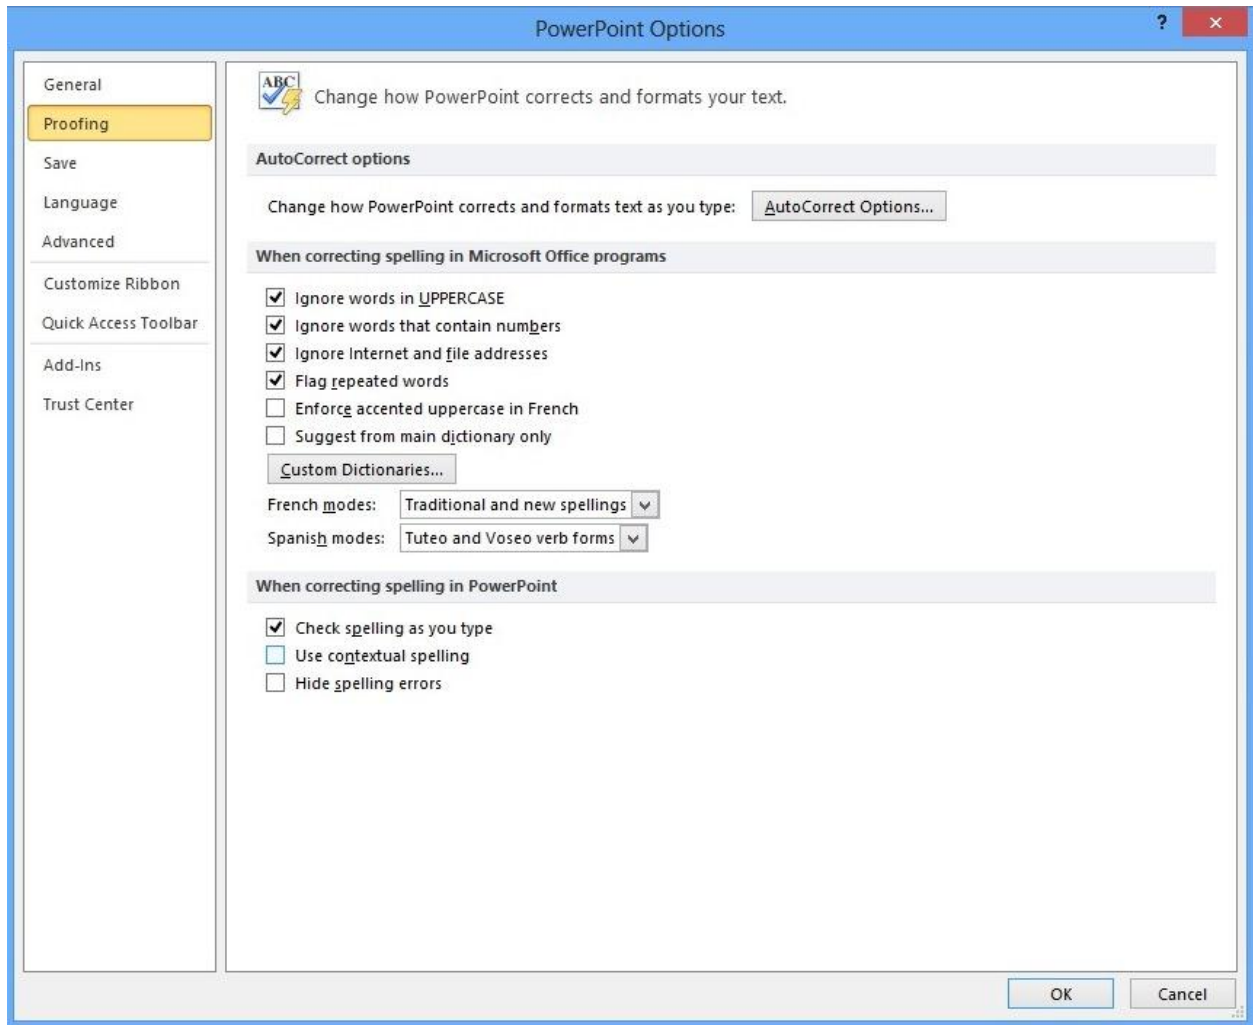 PowerPoint Options
?
General
Proofing
Save
Language
Advanced
Customize Ribbon
Quick Access Toolbar
Add-Ins
Trust Center
ABC
Change how PowerPoint corrects and formats your text.
AutoCorrect options
Change how PowerPoint corrects and formats text as you type: AutoCorrect Options...
When correcting spelling in Microsoft Office programs
Ignore words in UPPERCASE
Ignore words that contain numbers
Ignore Internet and file addresses
Flag repeated words
Enforce accented uppercase in French
Suggest from main dictionary only
Custom Dictionaries...
French modes: Traditional and new spellings
Spanish modes: Tuteo and Voseo verb forms
When correcting spelling in PowerPoint
Check spelling as you type
Use contextual spelling
Hide spelling errors
OK Cancel